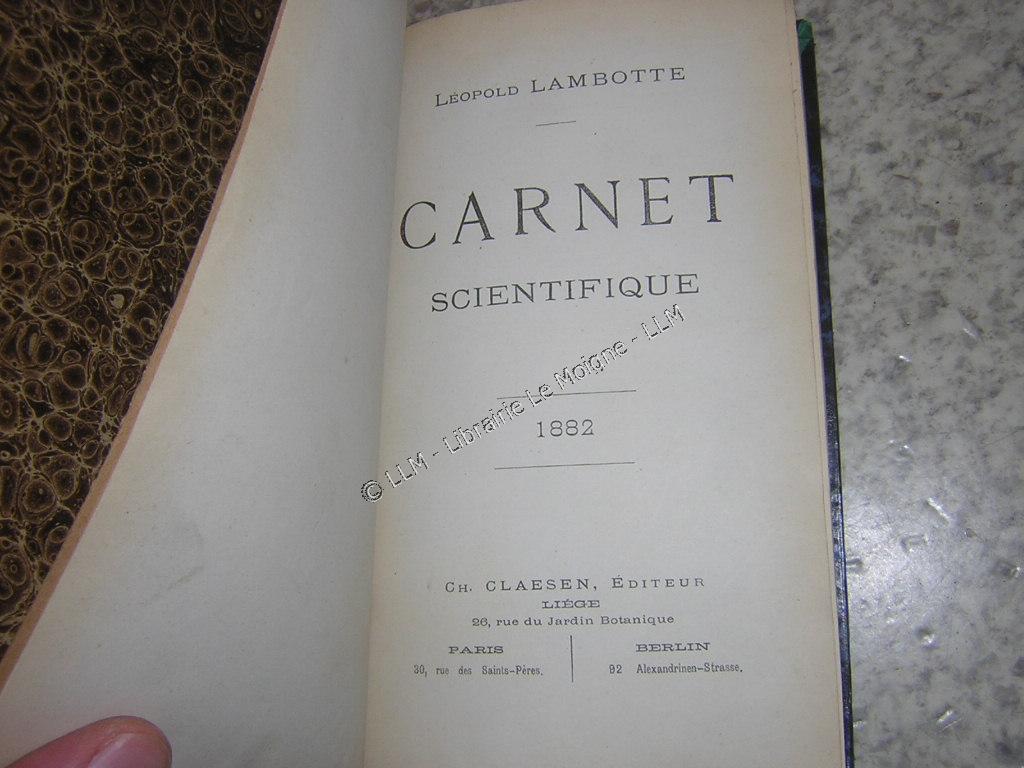 Léopold LAMBOTTE
CARNET
SCIENTIFIQUE
© LLM - Librairie Le Moigne - LLM
1882
Ch. CLAESEN, Éditeur
LIÉGE
26, rue du Jardin Botanique
PARIS
30, rue des Saints-Péres.
BERLIN
92 Alexandrinen-Strasse.